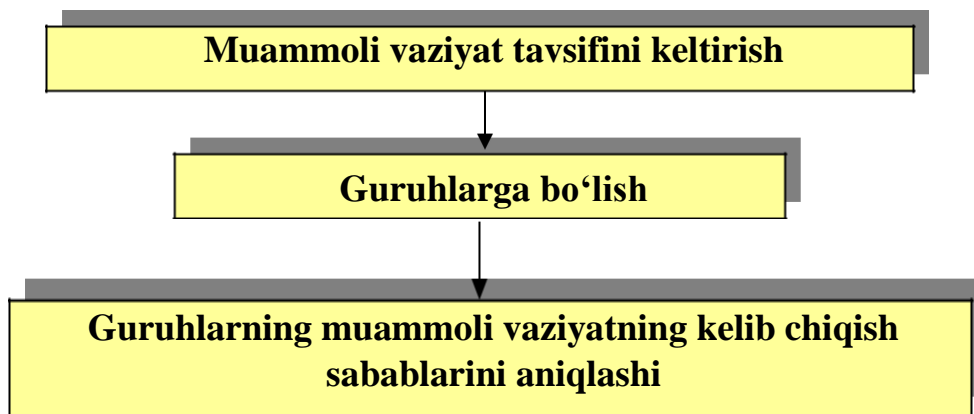 Muammoli vaziyat tavsifini keltirish
Guruhlarga bo‘lish
Guruhlarning muammoli vaziyatning kelib chiqish
sabablarini aniqlashi